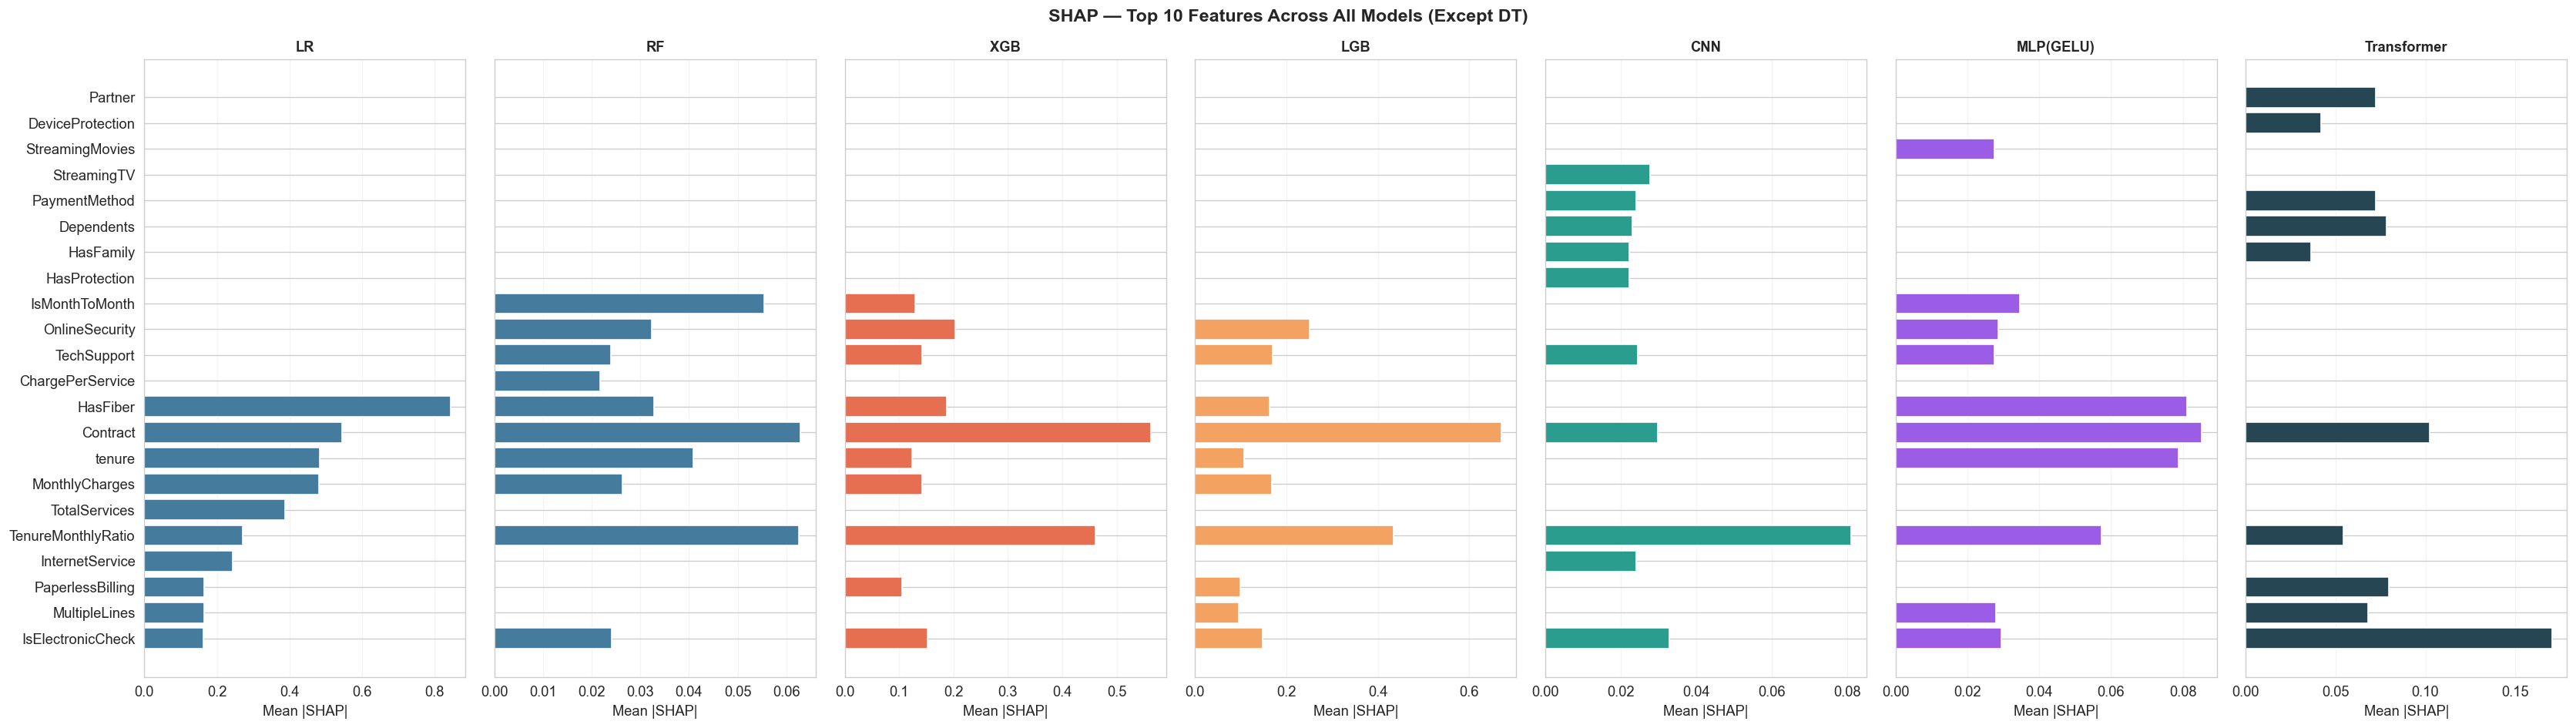 SHAP — Top 10 Features Across All Models (Except DT)
LR RF XGB LGB CNN MLP(GELU) Transformer
Partner
DeviceProtection
StreamingMovies
StreamingTV
PaymentMethod
Dependents
HasFamily
HasProtection
IsMonthToMonth
OnlineSecurity
TechSupport
ChargePerService
HasFiber
Contract
tenure
MonthlyCharges
TotalServices
TenureMonthlyRatio
InternetService
PaperlessBilling
MultipleLines
IsElectronicCheck
0.0 0.2 0.4 0.6 0.8 0.00 0.01 0.02 0.03 0.04 0.05 0.06 0.0 0.1 0.2 0.3 0.4 0.5 0.0 0.2 0.4 0.6 0.00 0.02 0.04 0.06 0.08 0.00 0.02 0.04 0.06 0.08 0.00 0.05 0.10 0.15
Mean |SHAP| Mean |SHAP| Mean |SHAP| Mean |SHAP| Mean |SHAP| Mean |SHAP| Mean |SHAP|